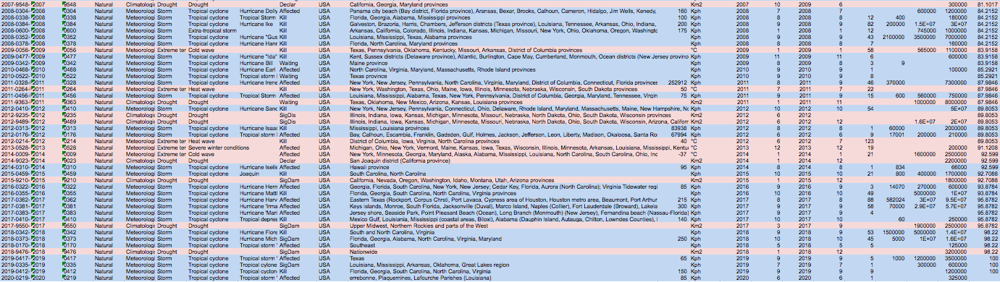 2007-9548- 2007 9548 Natural Climatologic Drought Drought Declar USA California, Georgia, Maryland provinces Km2 2007 10 2009 6 300000 81.1017
2008-0304- 2008 0304 Natural Meteorologi Storm Tropical cyclone Hurricane Dolly Affected USA Panama city beach (Bay district, Florida province), Aransas, Bexar, Brooks, Calhoun, Cameron, Hidalgo, Jim Wells, Kenedy, 160 Kph 2008 7 2008 7 600000 1200000 84.2152
2008-0338- 2008 0338 Natural Meteorologi Storm Tropical cyclone Kill USA Florida, Georgia, Alabama, Mississippi provinces 100 Kph 2008 8 2008 8 12 400 180000 84.2152
2008-0384- 2008 0384 Natural Meteorologi Storm Tropical cyclone Hurricane Ike Kill USA Galveston, Brazoria, Harris, Chambers, Jefferson districts (Texas province), Louisiana, Tennessee, Arkansas, Ohio, Indiana, 200 Kph 2008 9 2008 9 82 200000 1.5E+07 3E+07 84.2152
2008-0600- 2008 0600 Natural Meteorologi Storm Extra-tropical storm Kill USA Arkansas, California, Colorado, Illinois, Indiana, Kansas, Michigan, Missouri, New York, Ohio, Oklahoma, Oregon, Washingto 175 Kph 2008 1 2008 1 12 745000 1000000 84.2152
2008-0352- 2008 0352 Natural Meteorologi Storm Tropical cyclone Hurricane "Gus Kill USA Louisiana, Mississippi, Texas, Alabama provinces Kph 2008 9 2008 9 43 2100000 3500000 7000000 84.2152
2008-0378- 2008 0378 Natural Meteorologi Storm Tropical cyclone Hurricane Hann Kill USA Florida, North Carolina, Maryland provinces Kph 2008 9 2008 7 160000 84.2152
2009-0056- 2009 0056 Natural Meteorologi Extreme ter Cold wave Kill USA Texas, Pennsylvania, Oklahoma, Kentucky, Missouri, Arkansas, District of Columbia provinces °C 2009 1 2009 1 58 565000 1100000 83.9158
2009-0477- 2009 0477 Natural Meteorologi Storm Tropical cyclone Hurricane "Ida" Kill USA Kent, Sussex districts (Delaware province), Atlantic, Burlington, Cape May, Cumberland, Monmouth, Ocean districts (New Jersey provinc Kph 2009 11 2009 11 6 600000 83.9158
2009-0342- 2009 0342 Natural Meteorologi Storm Tropical cyclone Hurricane Bill Waiting USA Maine province Kph 2009 8 2009 8 3 9 83.9158
2010-0468- 2010 0468 Natural Meteorologi Storm Tropical cyclone Hurricane Earl Affected USA North Carolina, Virginia, Maryland, Massachusetts, Rhode Island provinces Kph 2010 9 2010 9 1 100000 85.2921
2010-0522- 2010 0522 Natural Meteorologi Storm Tropical cyclone Tropical storm Waiting USA Texas province Kph 2010 9 2010 9 8 85.2921
2011-0328- 2011 0328 Natural Meteorologi Storm Tropical cyclone Hurricane Irene Affected USA New York, New Jersey, Pennsylvania, North Carolina, Virginia, Maryland, District of Columbia, Connecticut, Florida provinces 252912 Kph 2011 8 2011 9 46 370000 7300000 87.9846
2011-0264- 2011 0264 Natural Meteorologi Extreme ter Heat wave Kill USA New York, Washington, Texas, Ohio, Maine, Iowa, Illinois, Minnesota, Nebraska, Wisconsin, South Dakota provinces 50 °C 2011 7 2011 7 22 87.9846
2011-0456- 2011 0456 Natural Meteorologi Storm Tropical cyclone Tropical Storm Affected USA Louisiana, Mississippi, Alabama, Texas, New York, Pennsylvania, District of Columbia, Georgia, Maryland, Tennessee, Virgin 75 Kph 2011 9 2011 9 15 600 560000 750000 87.9846
2011-9363- 2011 9363 Natural Climatologic Drought Drought Waiting USA Texas, Oklahoma, New Mexico, Arizona, Kansas, Louisiana provinces Km2 2011 1 2011 12 1000000 8000000 87.9846
2012-0410- 2012 0410 Natural Meteorologi Storm Tropical cyclone Hurricane Sand Kill USA New York, New Jersey, Pennsylvania, Connecticut, Ohio, Delaware, Rhode Island, Maryland, Massachusetts, Maine, New Hampshire, Nc Kph 2012 10 2012 10 54 5E+07 89.8053
2012-9235- 2012 9235 Natural Climatologic Drought Drought SigDis USA Illinois, Indiana, Iowa, Kansas, Michigan, Minnesota, Missouri, Nebraska, North Dakota, Ohio, South Dakota, Wisconsin provinces Km2 2012 6 2012 89.8053
2012-9489- 2012 9489 Natural Climatologic Drought Drought SigDis USA Illinois, Indiana, Iowa, Kansas, Michigan, Minnesota, Missouri, Nebraska, North Dakota, Ohio, South Dakota, Wisconsin, Arizona, Californ Km2 2012 6 2012 12 1.6E+07 2E+07 89.8053
2012-0313- 2012 0313 Natural Meteorologi Storm Tropical cyclone Hurricane Isaac Kill USA Mississippi, Louisiana provinces 83938 Kph 2012 8 2012 8 60000 89.8053
2012-0176- 2012 0176 Natural Meteorologi Storm Tropical cyclone Tropical storm Affected USA Bay, Calhoun, Escambia, Franklin, Gadsden, Gulf, Holmes, Jackson, Jefferson, Leon, Liberty, Madison, Okaloosa, Santa Ro 67994 Kph 2012 6 2012 6 9 17001 200000 210000 89.8053
2012-0214- 2012 0214 Natural Meteorologi Extreme ter Heat wave Kill USA District of Columbia, Iowa, Virginia, North Carolina provinces 40 °C 2012 6 2012 7 123 89.8053
2013-0528- 2013 0528 Natural Meteorologi Extreme ter Severe winter conditions Affected USA Michigan, Ohio, New York, Vermont, Maine, Kansas, Iowa, Texas, Wisconsin, Illinois, Minnesota, Arkansas, Louisiana, Missouri, Kentuc °C 2013 12 2013 12 19 200000 91.1208
2014-0009- 2014 0009 Natural Meteorologi Extreme ter Cold wave Affected USA New York, Minnesota, Georgia, Maryland, Alaska, Alabama, Mississippi, Louisiana, North Carolina, South Carolina, Ohio, Inc -37 °C 2014 1 2014 1 21 1600000 2500000 92.599
2014-9023- 2014 9023 Natural Climatologic Drought Drought Declar USA San Joaquin district (California province) Km2 2014 1 2014 12 2200000 92.599
2014-0310- 2014 0310 Natural Meteorologi Storm Tropical cyclone Hurricane Iselle Affected USA Hawaii province 95 Kph 2014 8 2014 8 1 834 66000 92.599
2015-0459- 2015 0459 Natural Meteorologi Storm Tropical cyclone Joaquin Kill USA South Carolina, North Carolina Kph 2015 10 2015 10 21 800 400000 1700000 92.7088
2015-9210- 2015 9210 Natural Climatologic Drought Drought SigDam USA California, Nevada, Oregon, Washington, Idaho, Montana, Utah, Arizona provinces Km2 2015 1 2015 12 1800000 92.7088
2016-0322- 2016 0322 Natural Meteorologi Storm Tropical cyclone Hurricane Herm Affected USA Georgia, Florida, South Carolina, New York, New Jersey; Cedar Key, Florida, Aurora (North Carolina); Virginia Tidewater regi 85 Kph 2016 9 2016 9 3 14070 270000 600000 93.8784
2016-0355- 2016 0355 Natural Meteorologi Storm Tropical cyclone Hurricane Matth Kill USA Florida, Georgia, South Carolina, North Carolina, Virginia provinces Kph 2016 10 2016 10 49 5000000 1E+07 93.8784
2017-0362- 2017 0362 Natural Meteorologi Storm Tropical cyclone Hurricane Harv Affected USA Eastern Texas (Rockport, Corpus Chrsti, Port Lavaca, Cypress area of Houston, Houston metro area, Beaumont, Port Arthur 215 Kph 2017 8 2017 8 88 582024 3E+07 9.5E+07 95.8782
2017-0381- 2017 0381 Natural Meteorologi Storm Tropical cyclone Hurricane 'Irma Affected USA Keys islands, Monroe, South Florida, Jacksonville (Duval), Marco Island, Naples (Collier), Fort Lauderdale (Broward), Lakela 300 Kph 2017 9 2017 9 58 70000 2.9E+07 5.7E+07 95.8782
2017-0383- 2017 0383 Natural Meteorologi Storm Tropical cyclone Hurricane 'Mari Affected USA Jersey shore, Seaside Park, Point Pleasant Beach (Ocean), Long Branch (Monmouth) (New Jersey), Fernandina beach (Nassau-Florida) Kph 2017 9 2017 9 4 95.8782
2017-0410- 2017 0410 Natural Meteorologi Storm Tropical cyclone Tropical depres Kill USA Mexico Gulf, Louisiana, Mississippi (coastal areas, Biloxi), Alabama (Dauphin Island, Autauga, Chilton, Lowndes Counties), I 140 Kph 2017 10 2017 10 60 250000 95.8782
2017-9550- 2017 9550 Natural Climatologic Drought Drought SigDam USA Upper Midwest, Northern Rockies and parts of the West Km2 2017 3 2017 9 1900000 2500000 95.8782
2018-0342- 2018 0342 Natural Meteorologi Storm Tropical cyclone Hurricane Flore Kill USA South and North Carolina, Virginia Kph 2018 9 2018 9 53 1500000 5000000 1.4E+07 98.22
2018-0373- 2018 0373 Natural Meteorologi Storm Tropical cyclone Hurricane Mich SigDam USA Florida, Georgia, Alabama, North Carolina, Virginia, Maryland 250 Kph 2018 10 2018 10 45 5000 1E+07 1.6E+07 98.22
2018-0170- 2018 0170 Natural Meteorologi Storm Tropical cyclone Tropical storm ' Affected USA Southeast Kph 2018 5 2018 5 125000 98.22
2018-9476- 2018 9476 Natural Climatologic Drought Drought SigDam USA Nationwide Km2 2018 1 2018 12 3200000 98.22
2019-0417- 2019 0417 Natural Meteorologi Storm Tropical cyclone Tropical storm ' Affected USA Texas 65 Kph 2019 9 2019 9 5 1000 1200000 3500000 100
2019-0335- 2019 0335 Natural Meteorologi Storm Tropical cyclone Tropical cyclone SigDam USA Louisiana, Mississippi, Arkansas, Oklahoma, Great Lakes region Kph 2019 7 2019 7 1 300000 600000 100
2019-0412- 2019 0412 Natural Meteorologi Storm Tropical cyclone Tropical cyclon Kill USA North Carolina 150 Kph 2019 9 2019 9 1200000 100
2020-0219- 2020 0219 Natural Meteorologi Storm Tropical cyclone Tropical storm ' Affected USA errebonne, Plaquemines, Lafourche Parishes (Louisiana) 85 Kph 2020 6 2020 6 1 325000